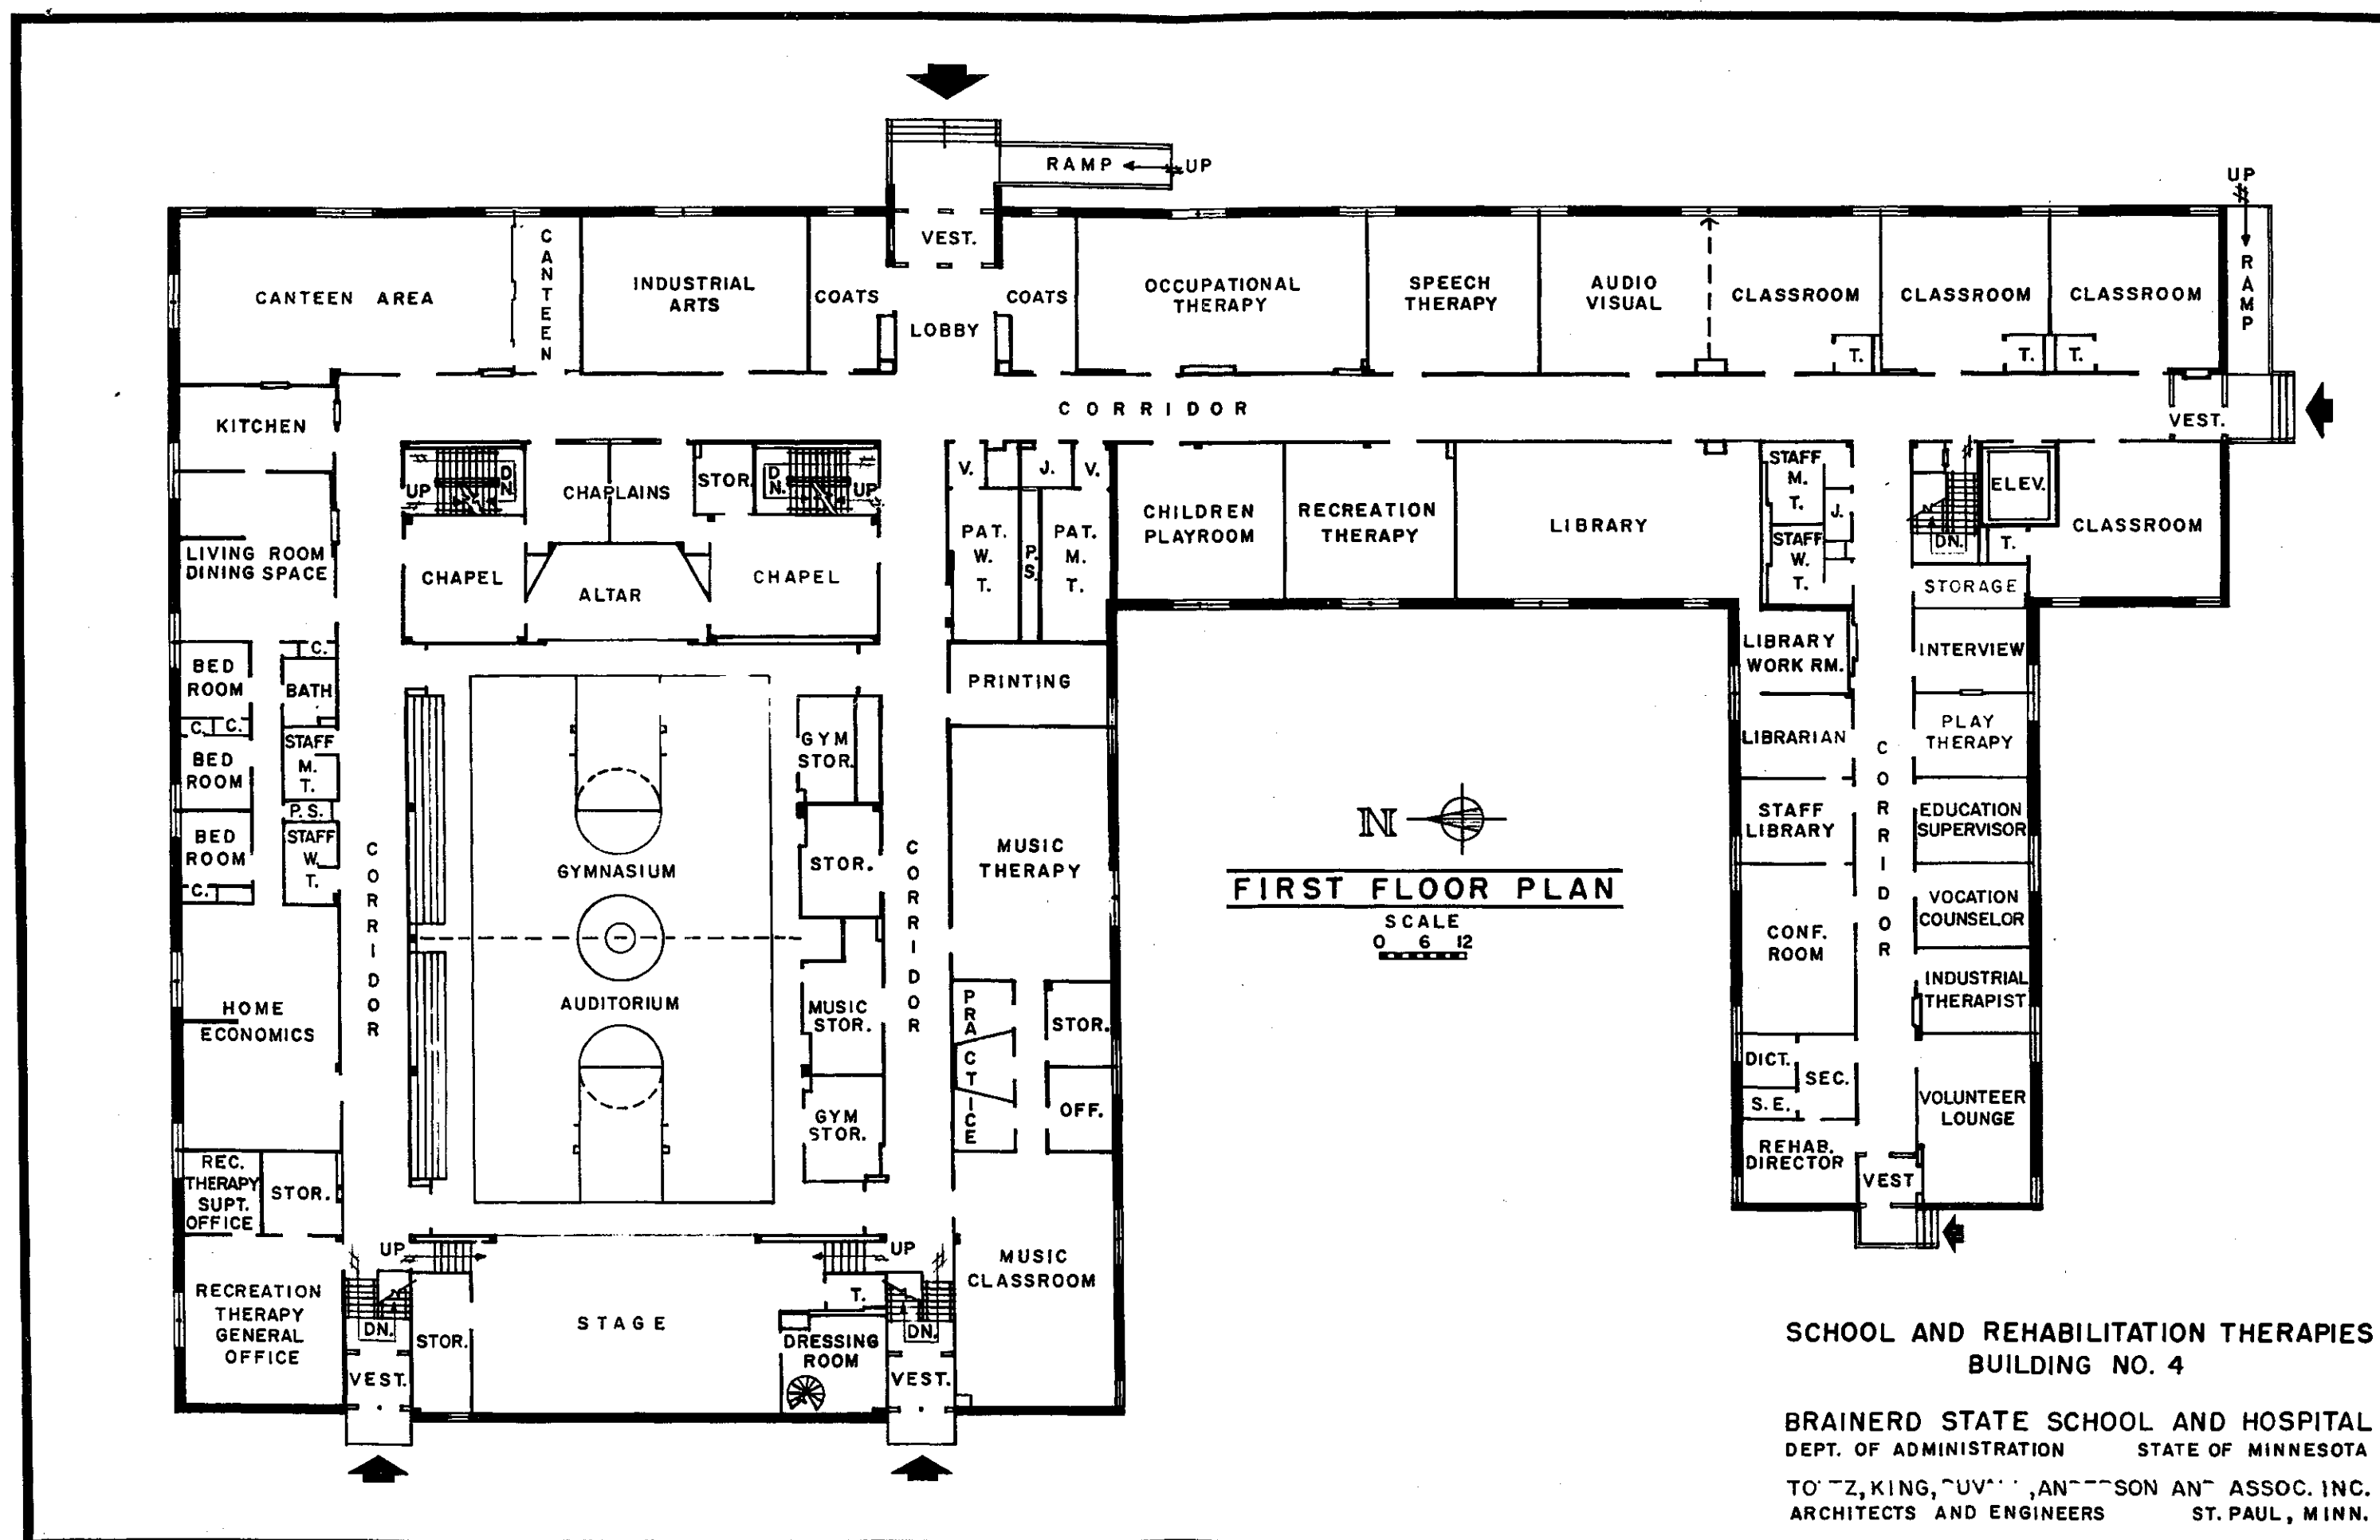 RAMP
UP
UP
RAMP
CANTEEN AREA
CANTEEN
INDUSTRIAL
ARTS
COATS
VEST.
LOBBY
COATS
OCCUPATIONAL
THERAPY
SPEECH
THERAPY
AUDIO
VISUAL
CLASSROOM
T.
CLASSROOM
T.
CLASSROOM
T.
CORRIDOR
VEST.
KITCHEN
UP
DN.
CHAPLAINS
STOR.
DN.
UP
V.
J.
V.
PAT.
W.
T.
P.S.
PAT.
M.
T.
CHILDREN
PLAYROOM
RECREATION
THERAPY
LIBRARY
STAFF
M.
T.
J.
STAFF
W.
T.
ELEV.
DN.
T.
CLASSROOM
STORAGE
LIVING ROOM
DINING SPACE
CHAPEL
ALTAR
CHAPEL
BED
ROOM
C.
BATH
C.
C.
BED
ROOM
STAFF
M.
T.
P.S.
BED
ROOM
STAFF
W.
T.
C.
PRINTING
LIBRARY
WORK RM.
INTERVIEW
LIBRARIAN
PLAY
THERAPY
STAFF
LIBRARY
EDUCATION
SUPERVISOR
CONF.
ROOM
CORRIDOR
VOCATION
COUNSELOR
INDUSTRIAL
THERAPIST
DICT.
SEC.
S.E.
VOLUNTEER
LOUNGE
REHAB.
DIRECTOR
VEST
CORRIDOR
GYMNASIUM
AUDITORIUM
GYM
STOR.
STOR.
MUSIC
STOR.
GYM
STOR.
CORRIDOR
MUSIC
THERAPY
PRACTICE
STOR.
OFF.
HOME
ECONOMICS
REC.
THERAPY
SUPT.
OFFICE
STOR.
UP
UP
RECREATION
THERAPY
GENERAL
OFFICE
DN.
VEST.
STOR.
STAGE
T.
DRESSING
ROOM
DN.
VEST.
MUSIC
CLASSROOM
N
FIRST FLOOR PLAN
SCALE
0 6 12
SCHOOL AND REHABILITATION THERAPIES
BUILDING NO. 4
BRAINERD STATE SCHOOL AND HOSPITAL
DEPT. OF ADMINISTRATION STATE OF MINNESOTA
KING, ASSOC. INC.
ARCHITECTS AND ENGINEERS ST. PAUL, MINN.